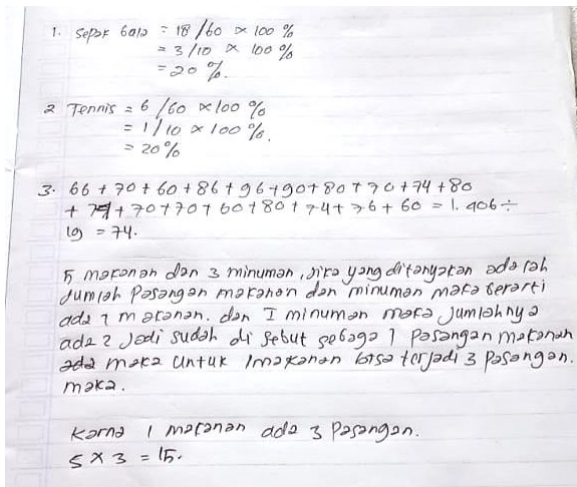 1. Sepak bola = 18/60 x 100 %
= 3/10 x 100 %
= 20 %.
2 Tennis = 6/60 x 100 %
= 1/10 x 100 %.
= 20 %
3. 66 + 70 + 60 + 86 + 96 + 90 + 80 + 70 + 74 + 80
+ 74 + 70 + 70 + 60 + 80 + 74 + 76 + 60 = 1.406 ÷
19 = 74.
5 makanan dan 3 minuman, jika yang ditanyakan adalah
Jumlah Pasangan makanan dan minuman maka berarti
ada 1 makanan. dan I minuman maka jumlahnya
ada 2 Jadi sudah di sebut sebaga 1 Pasangan makanan
maka untuk 1 makanan bisa terjadi 3 Pasangan.
maka.
Karna 1 makanan ada 3 Pasangan.
5 x 3 = 15.